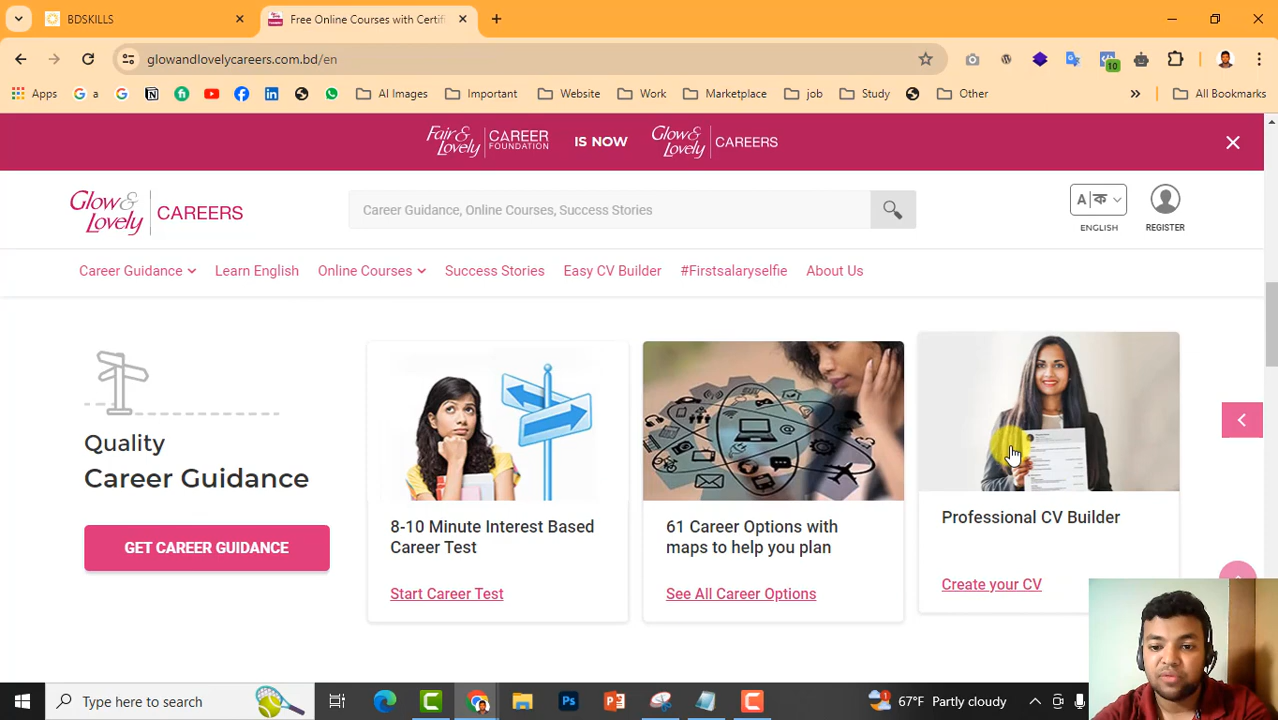 BDSKILLS
Free Online Courses with Certifi
glowandlovelycareers.com.bd/en
10
Apps
a
AI Images
Important
Website
Work
Marketplace
job
Study
Other
All Bookmarks
Fair & Lovely CAREER FOUNDATION IS NOW Glow & Lovely CAREERS
Glow & Lovely CAREERS
Career Guidance, Online Courses, Success Stories
A|ক
ENGLISH
REGISTER
Career Guidance
Learn English
Online Courses
Success Stories
Easy CV Builder
#Firstsalaryselfie
About Us
Quality
Career Guidance
GET CAREER GUIDANCE
8-10 Minute Interest Based
Career Test
Start Career Test
61 Career Options with
maps to help you plan
See All Career Options
Professional CV Builder
Create your CV
Type here to search
1
67°F Partly cloudy